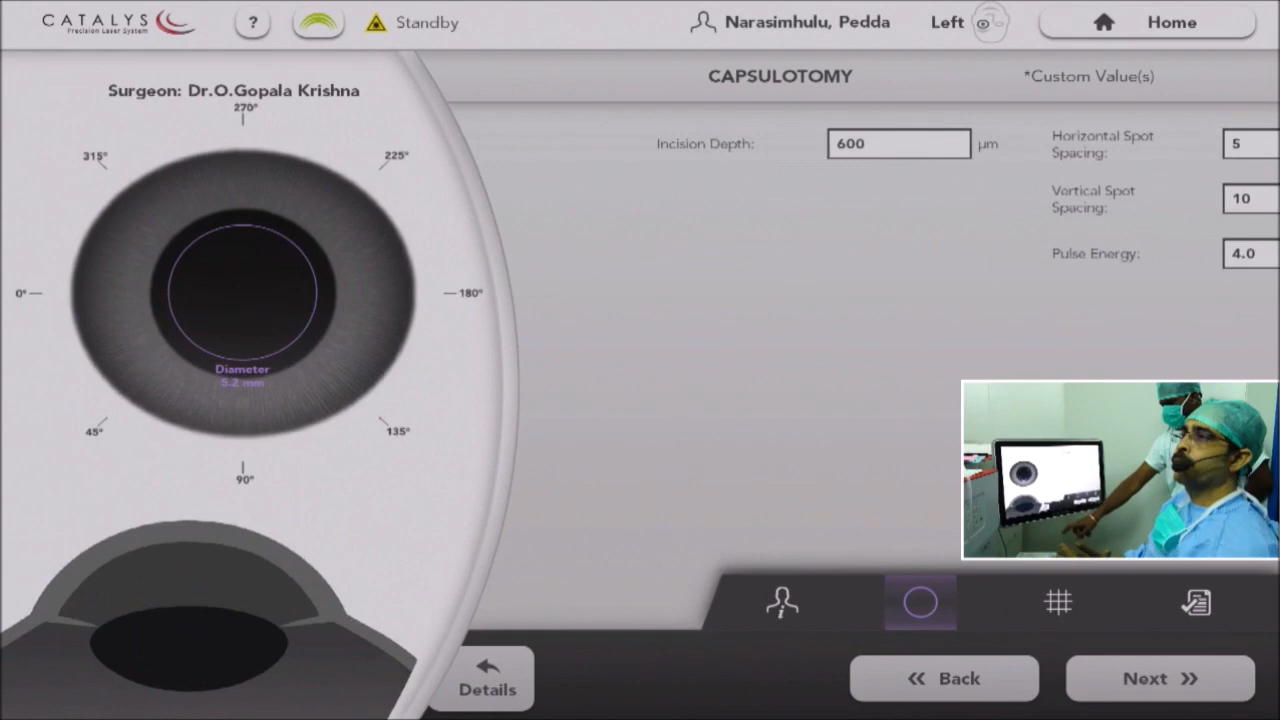 CATALYS
Precision Laser System
?
Standby
Narasimhulu, Pedda
Left
Home
Surgeon: Dr.O.Gopala Krishna
CAPSULOTOMY
*Custom Value(s)
270°
315°
225°
0°
180°
45°
135°
90°
Diameter
5.2 mm
Incision Depth:
600
μm
Horizontal Spot
Spacing:
5
Vertical Spot
Spacing:
10
Pulse Energy:
4.0
Details
Back
Next